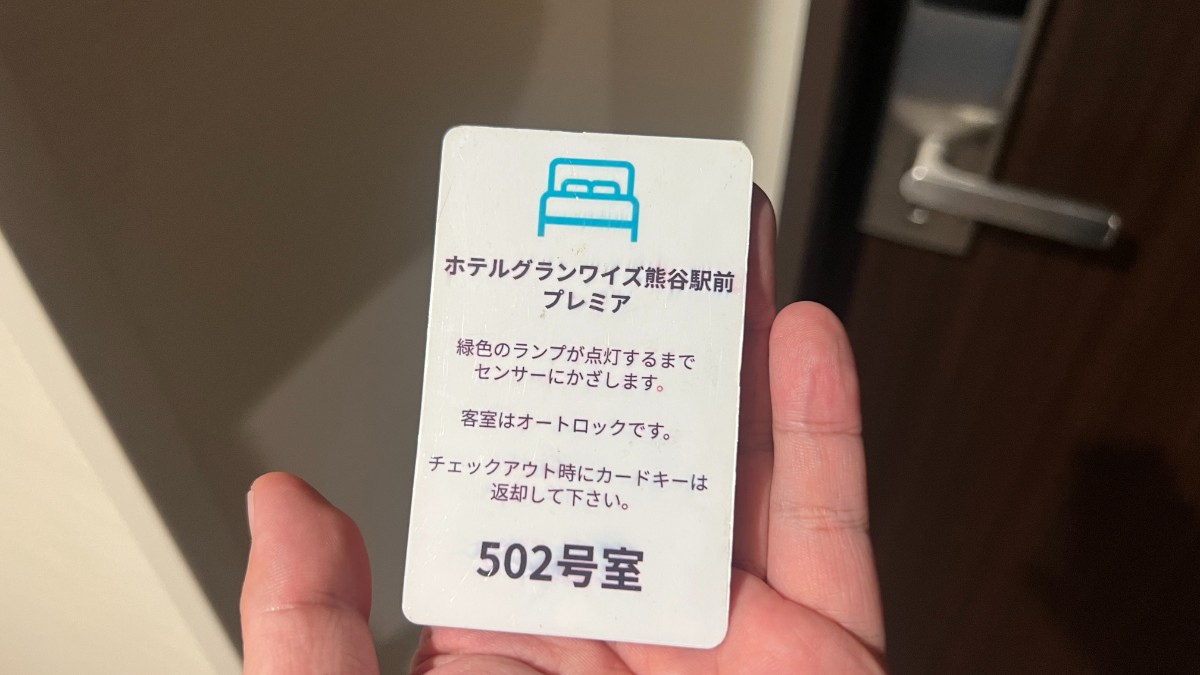 ホテルグランワイズ熊谷駅前
プレミア
緑色のランプが点灯するまで
センサーにかざします。
客室はオートロックです。
チェックアウト時にカードキーは
返却して下さい。
502号室